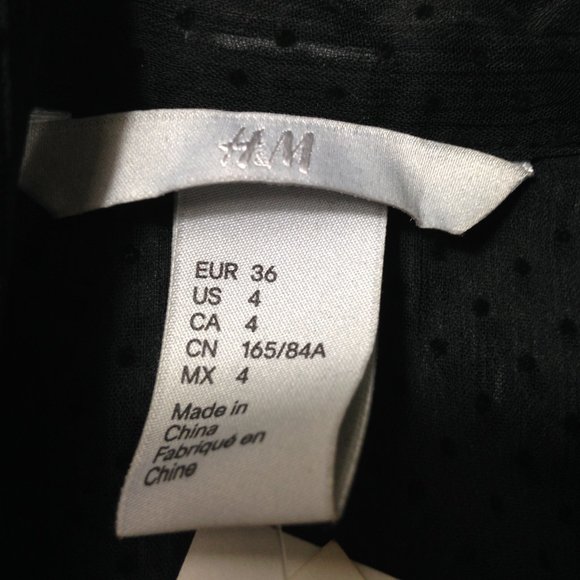 H&M
EUR 36
US 4
CA 4
CN 165/84A
MX 4
Made in
China
Fabriqué en
Chine